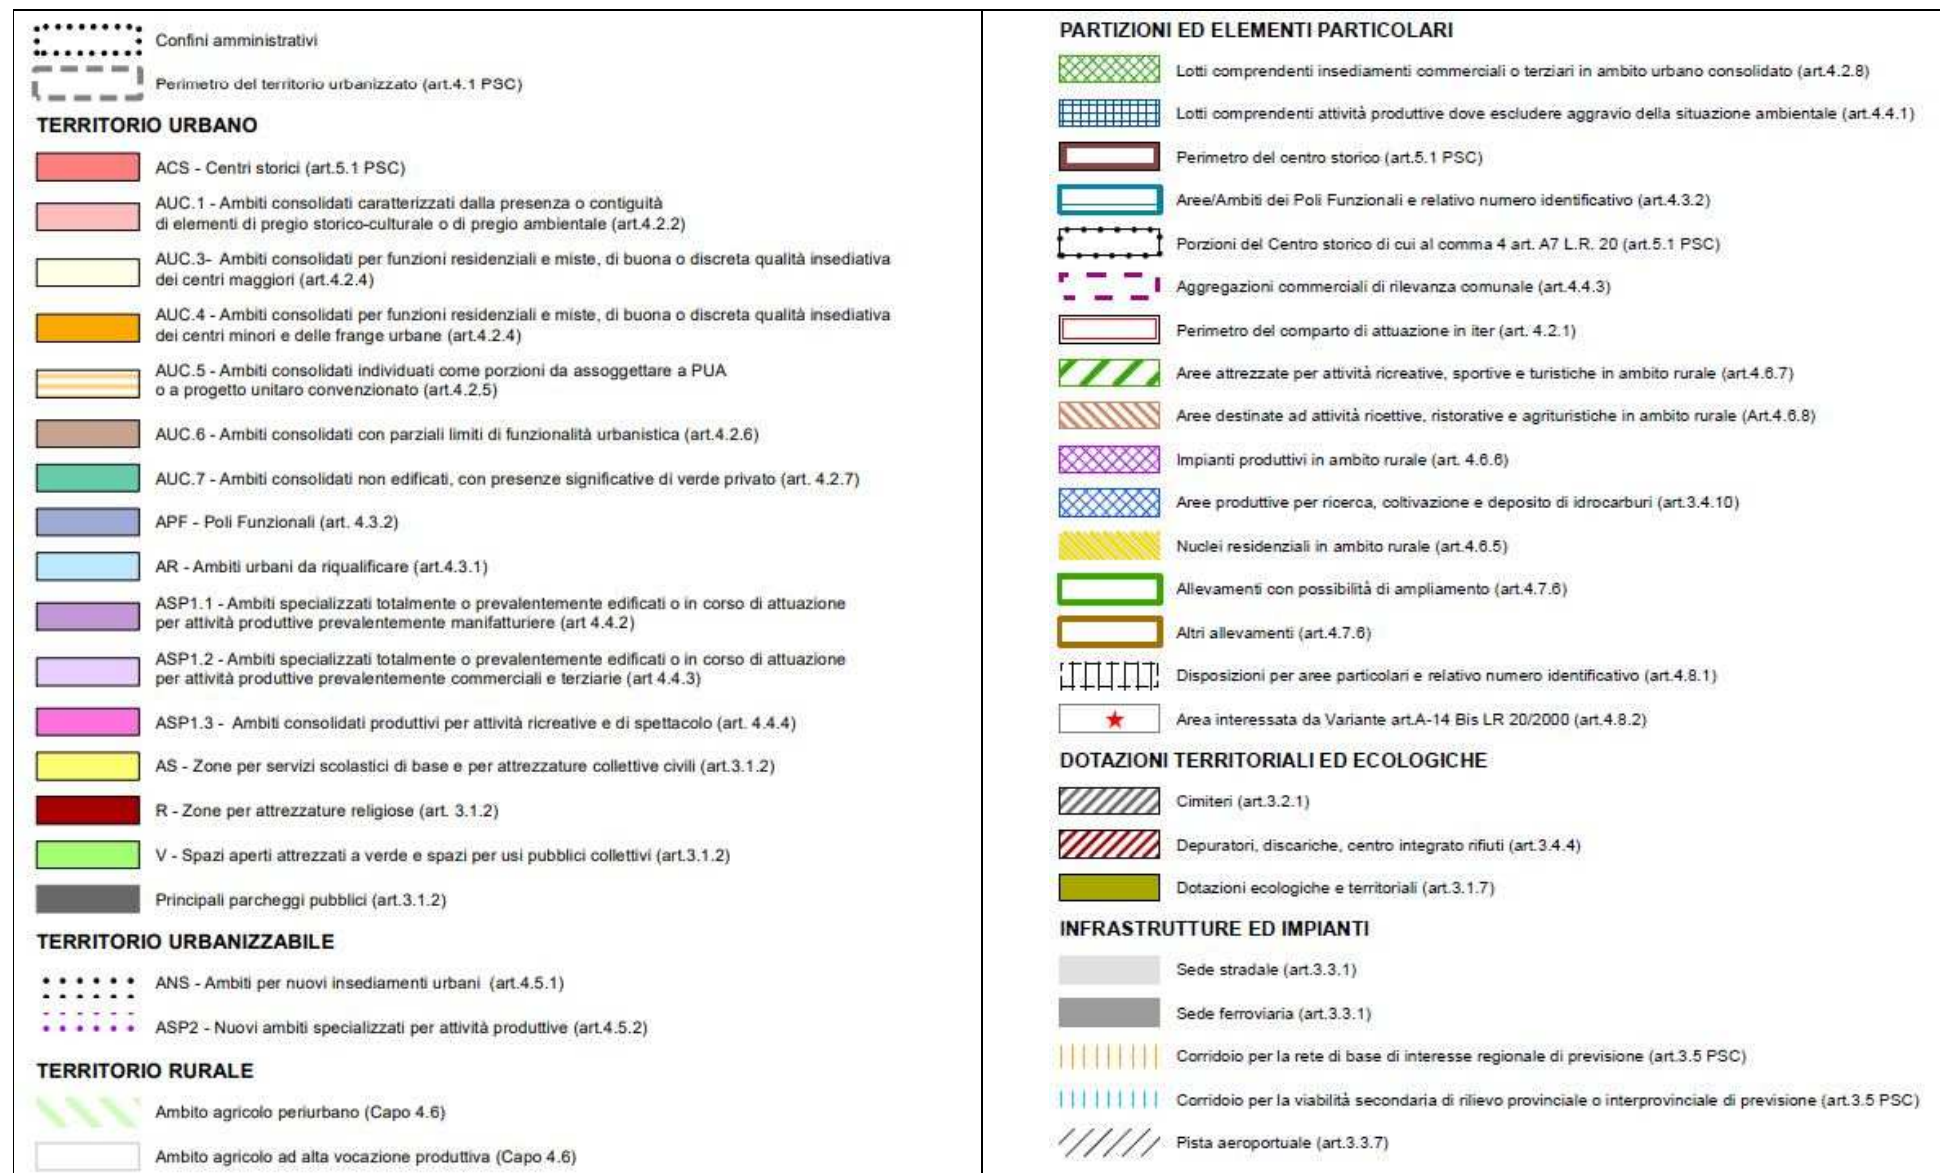 Confini amministrativi
Perimetro del territorio urbanizzato (art.4.1 PSC)
TERRITORIO URBANO
ACS - Centri storici (art.5.1 PSC)
AUC.1 - Ambiti consolidati caratterizzati dalla presenza o contiguità
di elementi di pregio storico-culturale o di pregio ambientale (art.4.2.2)
AUC.3- Ambiti consolidati per funzioni residenziali e miste, di buona o discreta qualità insediativa
dei centri maggiori (art.4.2.4)
AUC.4 - Ambiti consolidati per funzioni residenziali e miste, di buona o discreta qualità insediativa
dei centri minori e delle frange urbane (art.4.2.4)
AUC.5 - Ambiti consolidati individuati come porzioni da assoggettare a PUA
o a progetto unitaro convenzionato (art.4.2.5)
AUC.6 - Ambiti consolidati con parziali limiti di funzionalità urbanistica (art.4.2.6)
AUC.7 - Ambiti consolidati non edificati, con presenze significative di verde privato (art. 4.2.7)
APF - Poli Funzionali (art. 4.3.2)
AR - Ambiti urbani da riqualificare (art.4.3.1)
ASP1.1 - Ambiti specializzati totalmente o prevalentemente edificati o in corso di attuazione
per attività produttive prevalentemente manifatturiere (art 4.4.2)
ASP1.2 - Ambiti specializzati totalmente o prevalentemente edificati o in corso di attuazione
per attività produttive prevalentemente commerciali e terziarie (art 4.4.3)
ASP1.3 - Ambiti consolidati produttivi per attività ricreative e di spettacolo (art. 4.4.4)
AS - Zone per servizi scolastici di base e per attrezzature collettive civili (art.3.1.2)
R - Zone per attrezzature religiose (art. 3.1.2)
V - Spazi aperti attrezzati a verde e spazi per usi pubblici collettivi (art.3.1.2)
Principali parcheggi pubblici (art.3.1.2)
TERRITORIO URBANIZZABILE
ANS - Ambiti per nuovi insediamenti urbani (art.4.5.1)
ASP2 - Nuovi ambiti specializzati per attività produttive (art.4.5.2)
TERRITORIO RURALE
Ambito agricolo periurbano (Capo 4.6)
Ambito agricolo ad alta vocazione produttiva (Capo 4.6)
PARTIZIONI ED ELEMENTI PARTICOLARI
Lotti comprendenti insediamenti commerciali o terziari in ambito urbano consolidato (art.4.2.8)
Lotti comprendenti attività produttive dove escludere aggravio della situazione ambientale (art.4.4.1)
Perimetro del centro storico (art.5.1 PSC)
Aree/Ambiti dei Poli Funzionali e relativo numero identificativo (art.4.3.2)
Porzioni del Centro storico di cui al comma 4 art. A7 L.R. 20 (art.5.1 PSC)
Aggregazioni commerciali di rilevanza comunale (art.4.4.3)
Perimetro del comparto di attuazione in iter (art. 4.2.1)
Aree attrezzate per attività ricreative, sportive e turistiche in ambito rurale (art.4.6.7)
Aree destinate ad attività ricettive, ristorative e agrituristiche in ambito rurale (Art.4.6.8)
Impianti produttivi in ambito rurale (art. 4.6.6)
Aree produttive per ricerca, coltivazione e deposito di idrocarburi (art.3.4.10)
Nuclei residenziali in ambito rurale (art.4.6.5)
Allevamenti con possibilità di ampliamento (art.4.7.6)
Altri allevamenti (art.4.7.6)
Disposizioni per aree particolari e relativo numero identificativo (art.4.8.1)
Area interessata da Variante art.A-14 Bis LR 20/2000 (art.4.8.2)
DOTAZIONI TERRITORIALI ED ECOLOGICHE
Cimiteri (art.3.2.1)
Depuratori, discariche, centro integrato rifiuti (art.3.4.4)
Dotazioni ecologiche e territoriali (art.3.1.7)
INFRASTRUTTURE ED IMPIANTI
Sede stradale (art.3.3.1)
Sede ferroviaria (art.3.3.1)
Corridoio per la rete di base di interesse regionale di previsione (art.3.5 PSC)
Corridoio per la viabilità secondaria di rilievo provinciale o interprovinciale di previsione (art.3.5 PSC)
Pista aeroportuale (art.3.3.7)